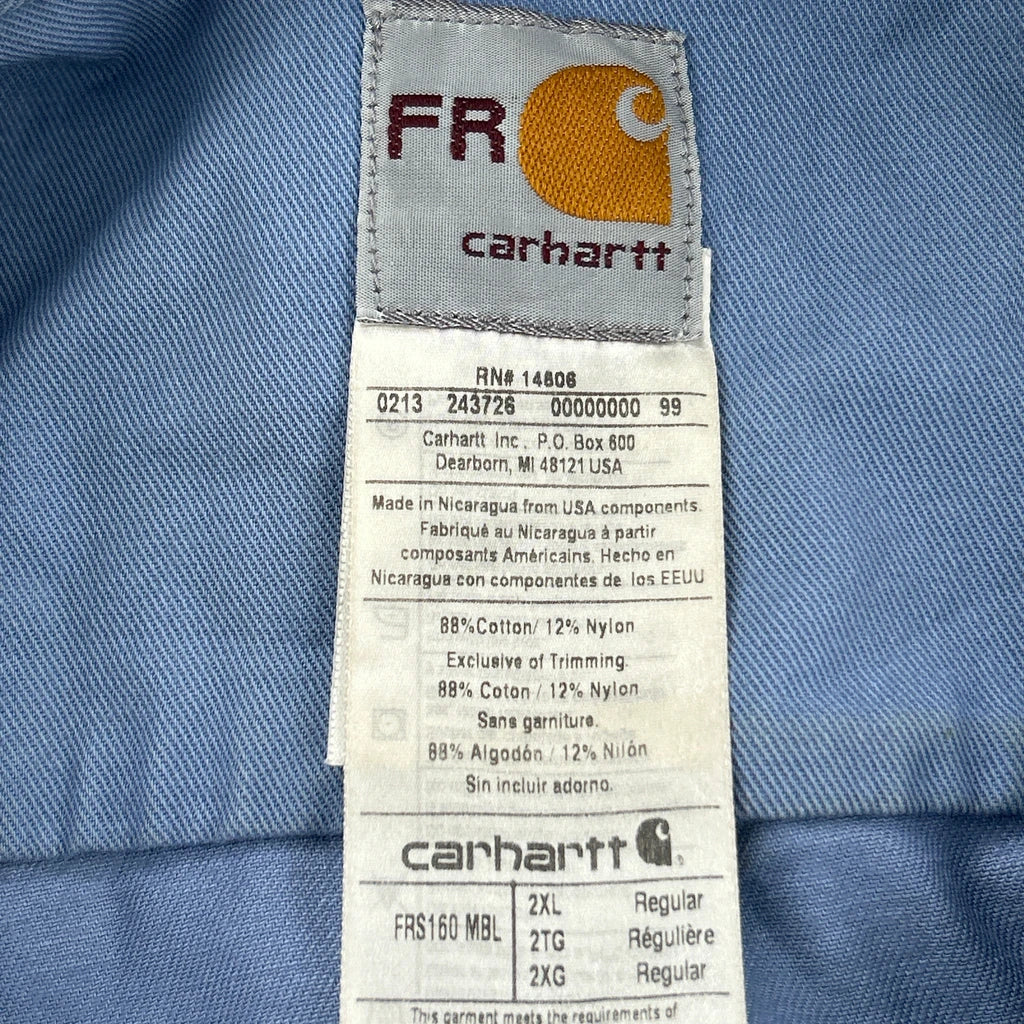 FR
carhartt
RN# 14806
0213 243726 00000000 99
Carhartt Inc. P.O. Box 600
Dearborn, MI 48121 USA
Made in Nicaragua from USA components.
Fabriqué au Nicaragua à partir
composants Américains. Hecho en
Nicaragua con componentes de los EEUU
88%Cotton/ 12% Nylon
Exclusive of Trimming.
88% Coton / 12% Nylon
Sans garniture.
88% Algodón / 12% Nilón
Sin incluir adorno.
carhartt
FRS160 MBL
2XL Regular
2TG Régulière
2XG Regular
This garment meets the requirements of